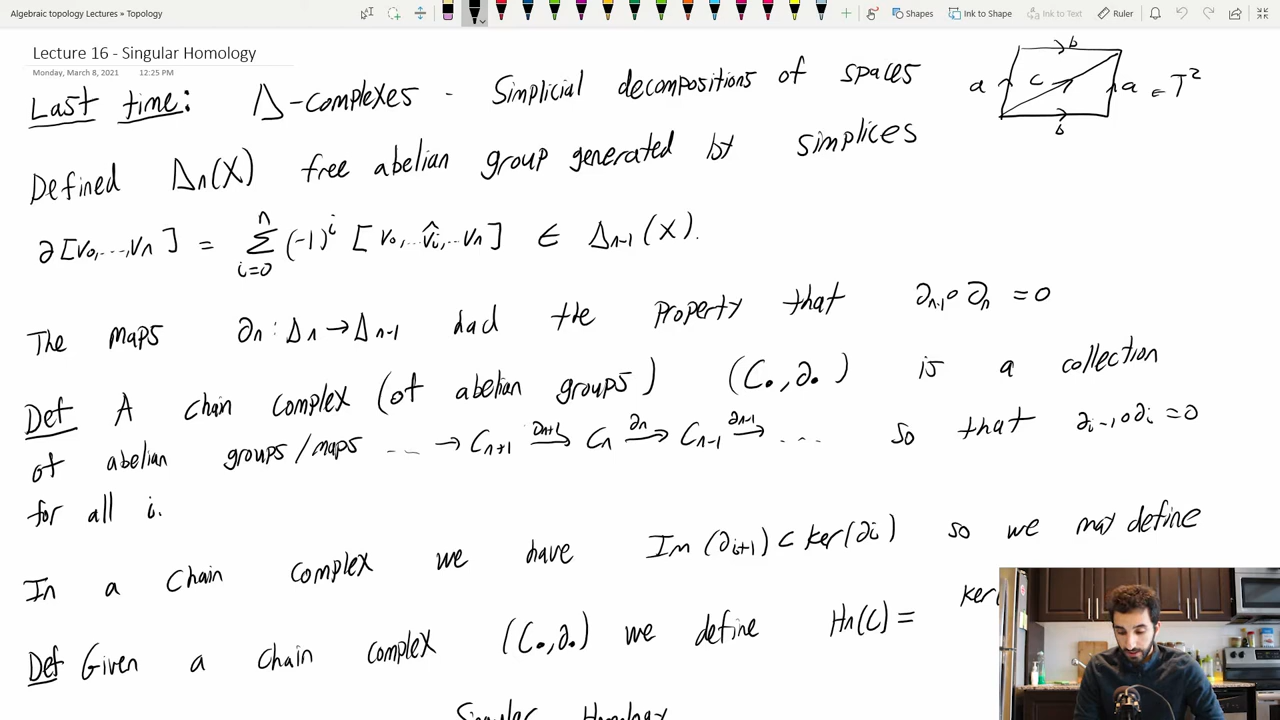 Algebraic topology Lectures » Topology
Shapes Ink to Shape Ink to Text Ruler
Lecture 16 - Singular Homology
Monday, March 8, 2021 12:25 PM
Last time: Δ-complexes - Simplicial decompositions of spaces
b
a c a = T²
b
Defined Δn(X) free abelian group generated by simplices
∂[v₀,...,vn] = Σ_{i=0}^{n} (-1)^i [v₀,...v̂i,...vn] ∈ Δn-1(X).
The maps ∂n : Δn → Δn-1 had the property that ∂n-1 ∘ ∂n = 0
Def A chain complex (of abelian groups) (C•,∂•) is a collection
of abelian groups/maps ... → Cn+1 →^{∂n+1} Cn →^{∂n} Cn-1 →^{∂n-1} ... so that ∂i-1∘∂i = 0
for all i.
In a chain complex we have Im(∂i+1) ⊂ ker(∂i) so we may define
Def Given a chain complex (C•,∂•) we define Hn(C) = ker(
Singular Homology